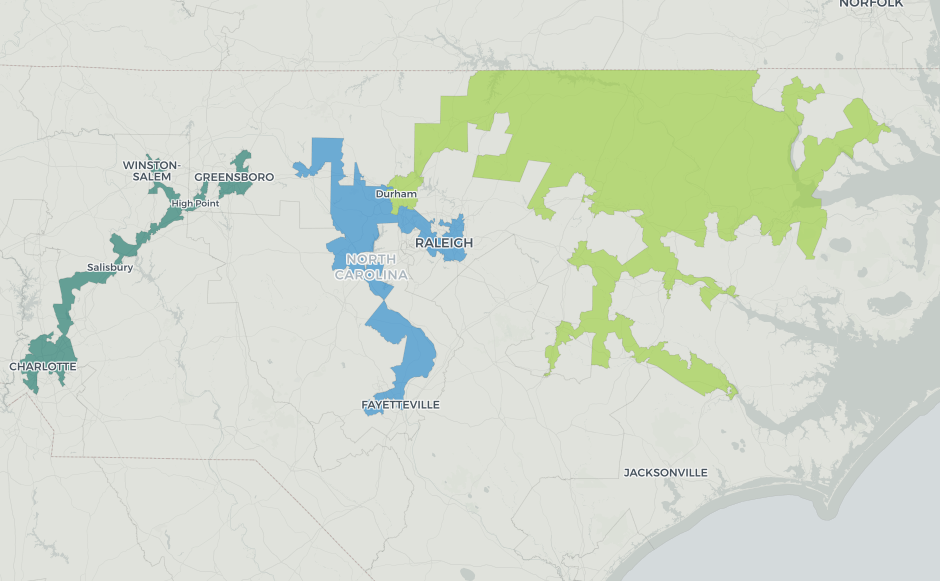 NORFOLK
WINSTON-
SALEM
GREENSBORO
High Point
Durham
RALEIGH
NORTH
CAROLINA
Salisbury
CHARLOTTE
FAYETTEVILLE
JACKSONVILLE